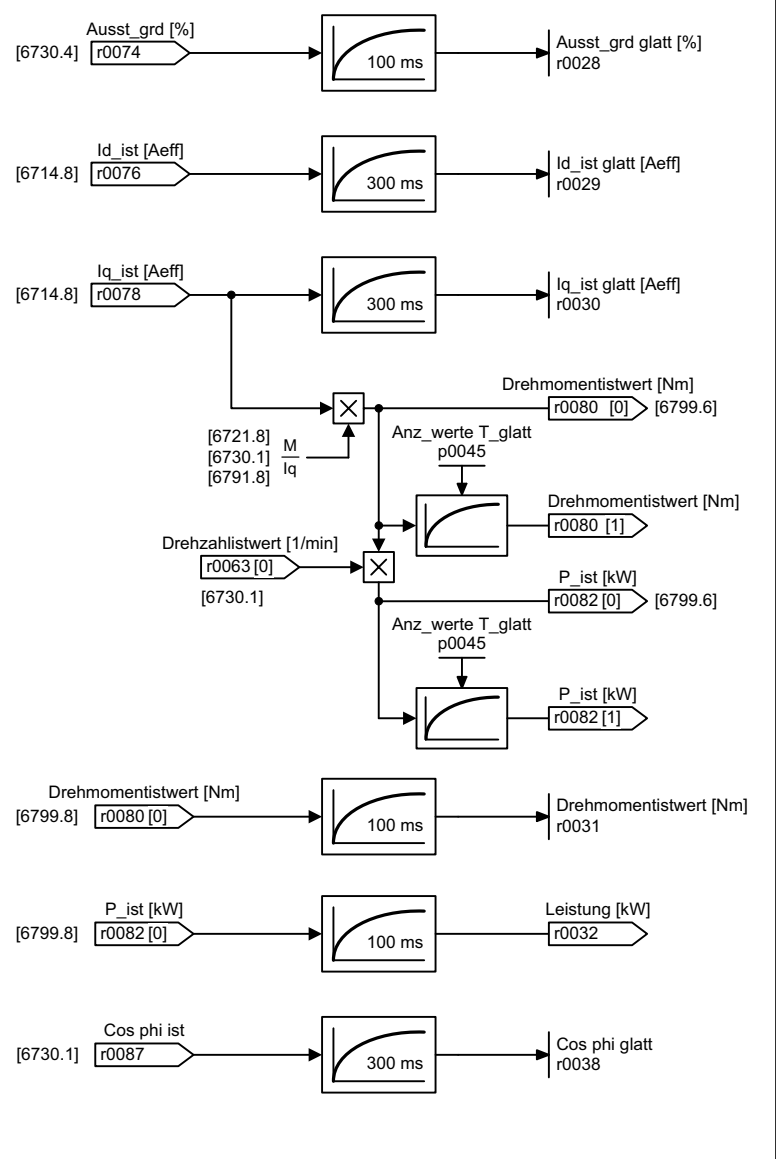 Ausst_grd [%]
[6730.4] r0074
100 ms
Ausst_grd glatt [%]
r0028
Id_ist [Aeff]
[6714.8] r0076
300 ms
Id_ist glatt [Aeff]
r0029
Iq_ist [Aeff]
[6714.8] r0078
300 ms
Iq_ist glatt [Aeff]
r0030
Drehmomentistwert [Nm]
r0080 [0] [6799.6]
[6721.8]
[6730.1]
[6791.8]
M
Iq
Anz_werte T_glatt
p0045
Drehmomentistwert [Nm]
r0080 [1]
Drehzahlistwert [1/min]
r0063 [0]
[6730.1]
P_ist [kW]
r0082 [0] [6799.6]
Anz_werte T_glatt
p0045
P_ist [kW]
r0082 [1]
Drehmomentistwert [Nm]
[6799.8] r0080 [0]
100 ms
Drehmomentistwert [Nm]
r0031
P_ist [kW]
[6799.8] r0082 [0]
100 ms
Leistung [kW]
r0032
Cos phi ist
[6730.1] r0087
300 ms
Cos phi glatt
r0038